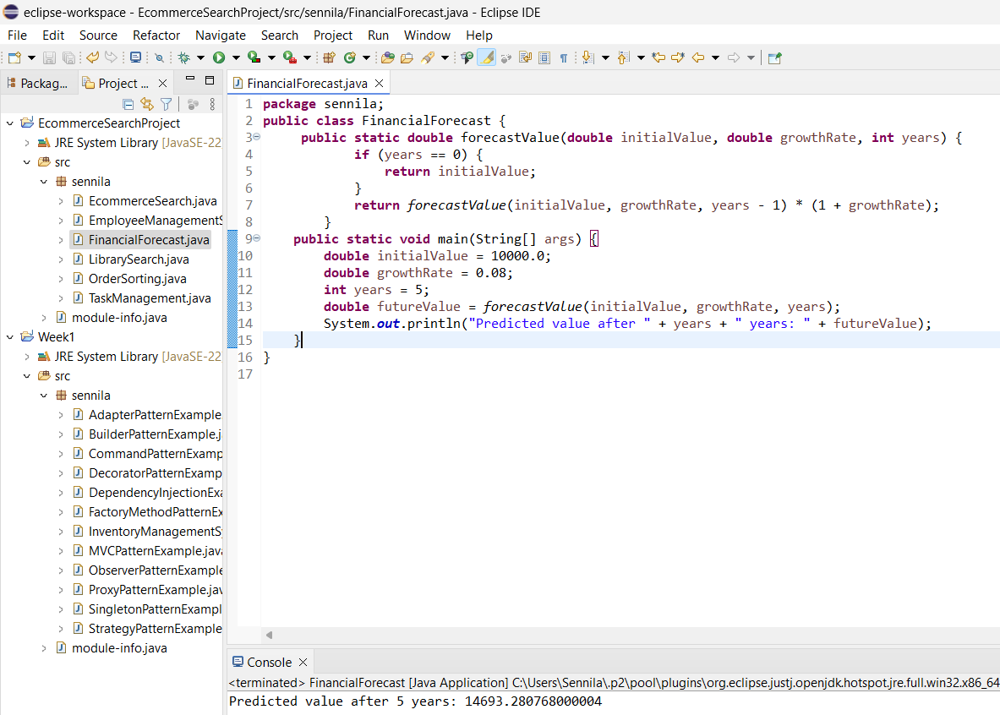 eclipse-workspace - EcommerceSearchProject/src/sennila/FinancialForecast.java - Eclipse IDE
File Edit Source Refactor Navigate Search Project Run Window Help
Packag... Project ...
EcommerceSearchProject
JRE System Library [JavaSE-22
src
sennila
EcommerceSearch.java
EmployeeManagementS
FinancialForecast.java
LibrarySearch.java
OrderSorting.java
TaskManagement.java
module-info.java
Week1
JRE System Library [JavaSE-22
src
sennila
AdapterPatternExample
BuilderPatternExample.j
CommandPatternExamp
DecoratorPatternExamp
DependencyInjectionExa
FactoryMethodPatternEx
InventoryManagementSy
MVCPatternExample.java
ObserverPatternExample
ProxyPatternExample.jav
SingletonPatternExampl
StrategyPatternExample
module-info.java
FinancialForecast.java
1 package sennila;
2 public class FinancialForecast {
3 public static double forecastValue(double initialValue, double growthRate, int years) {
4 if (years == 0) {
5 return initialValue;
6 }
7 return forecastValue(initialValue, growthRate, years - 1) * (1 + growthRate);
8 }
9 public static void main(String[] args) {
10 double initialValue = 10000.0;
11 double growthRate = 0.08;
12 int years = 5;
13 double futureValue = forecastValue(initialValue, growthRate, years);
14 System.out.println("Predicted value after " + years + " years: " + futureValue);
15 }
16 }
17
Console
<terminated> FinancialForecast [Java Application] C:\Users\Sennila\.p2\pool\plugins\org.eclipse.justj.openjdk.hotspot.jre.full.win32.x86_64
Predicted value after 5 years: 14693.280768000004